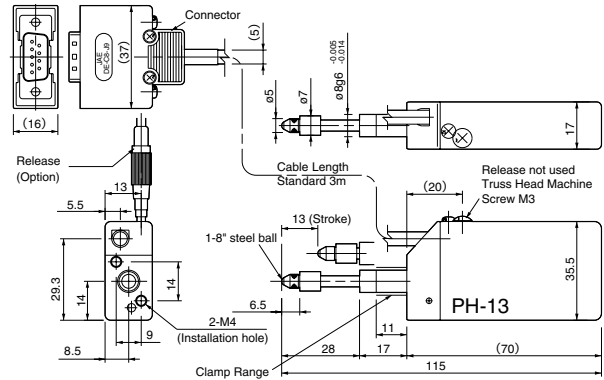 Connector
JAE
DE-C8-J9
(37)
(5)
(16)
ø5
ø7
ø8g6 -0.005 -0.014
17
Release
(Option)
13
5.5
Cable Length
Standard 3m
Release not used
Truss Head Machine
Screw M3
(20)
13 (Stroke)
1-8" steel ball
29.3
14
14
35.5
6.5
PH-13
2-M4
(Installation hole)
9
8.5
11
28
17
(70)
Clamp Range
115